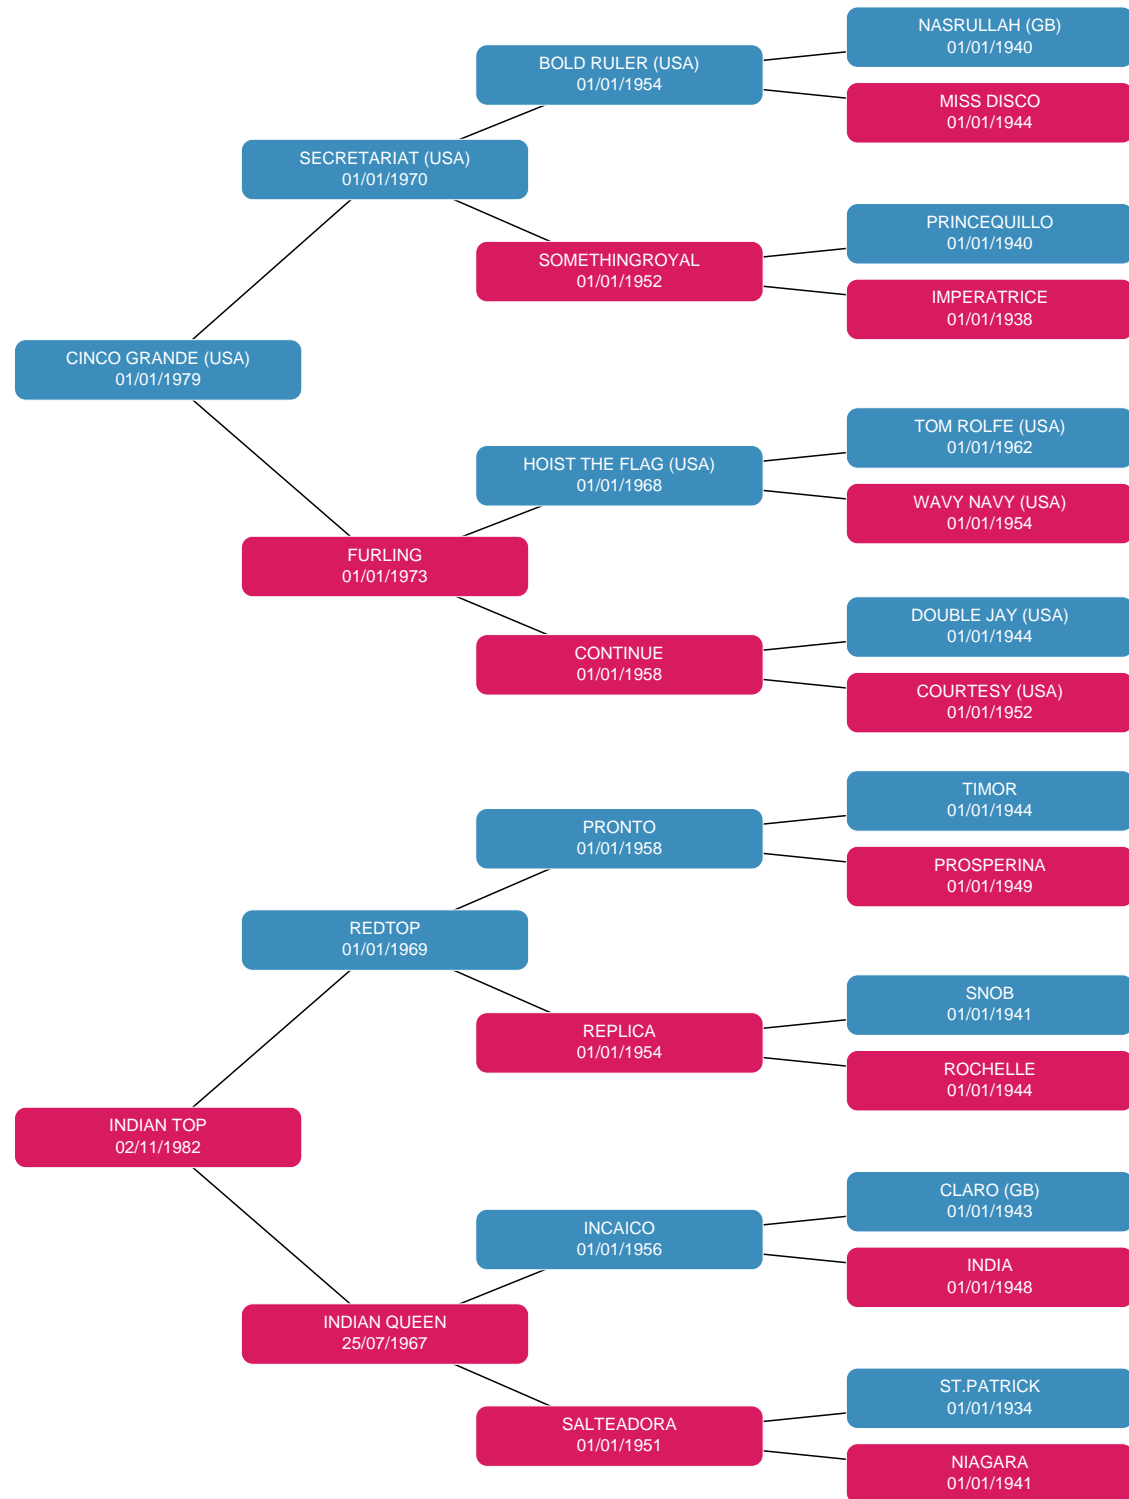 NASRULLAH (GB)
01/01/1940
BOLD RULER (USA)
01/01/1954
MISS DISCO
01/01/1944
SECRETARIAT (USA)
01/01/1970
PRINCEQUILLO
01/01/1940
SOMETHINGROYAL
01/01/1952
IMPERATRICE
01/01/1938
CINCO GRANDE (USA)
01/01/1979
TOM ROLFE (USA)
01/01/1962
HOIST THE FLAG (USA)
01/01/1968
WAVY NAVY (USA)
01/01/1954
FURLING
01/01/1973
DOUBLE JAY (USA)
01/01/1944
CONTINUE
01/01/1958
COURTESY (USA)
01/01/1952
TIMOR
01/01/1944
PRONTO
01/01/1958
PROSPERINA
01/01/1949
REDTOP
01/01/1969
SNOB
01/01/1941
REPLICA
01/01/1954
ROCHELLE
01/01/1944
INDIAN TOP
02/11/1982
CLARO (GB)
01/01/1943
INCAICO
01/01/1956
INDIA
01/01/1948
INDIAN QUEEN
25/07/1967
ST.PATRICK
01/01/1934
SALTEADORA
01/01/1951
NIAGARA
01/01/1941